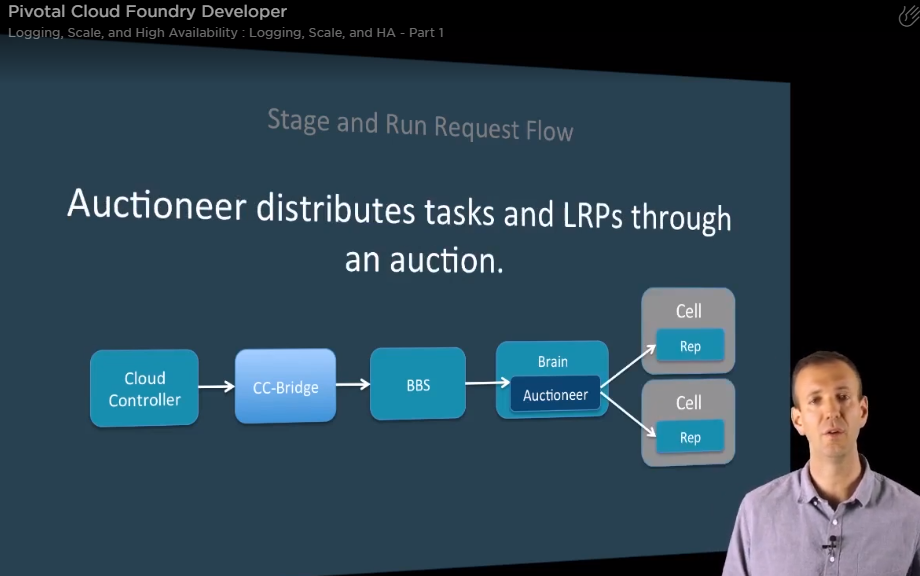 Pivotal Cloud Foundry Developer
Logging, Scale, and High Availability : Logging, Scale, and HA - Part 1
Stage and Run Request Flow
Auctioneer distributes tasks and LRPs through
an auction.
Cloud
Controller
CC-Bridge
BBS
Brain
Auctioneer
Cell
Rep
Cell
Rep